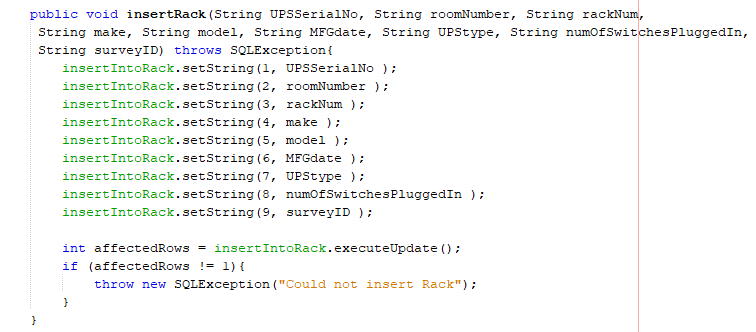 public void insertRack(String UPSSerialNo, String roomNumber, String rackNum,
String make, String model, String MFGdate, String UPStype, String numOfSwitchesPluggedIn,
String surveyID) throws SQLException{
insertIntoRack.setString(1, UPSSerialNo );
insertIntoRack.setString(2, roomNumber );
insertIntoRack.setString(3, rackNum );
insertIntoRack.setString(4, make );
insertIntoRack.setString(5, model );
insertIntoRack.setString(6, MFGdate );
insertIntoRack.setString(7, UPStype );
insertIntoRack.setString(8, numOfSwitchesPluggedIn );
insertIntoRack.setString(9, surveyID );
int affectedRows = insertIntoRack.executeUpdate();
if (affectedRows != 1){
throw new SQLException("Could not insert Rack");
}
}